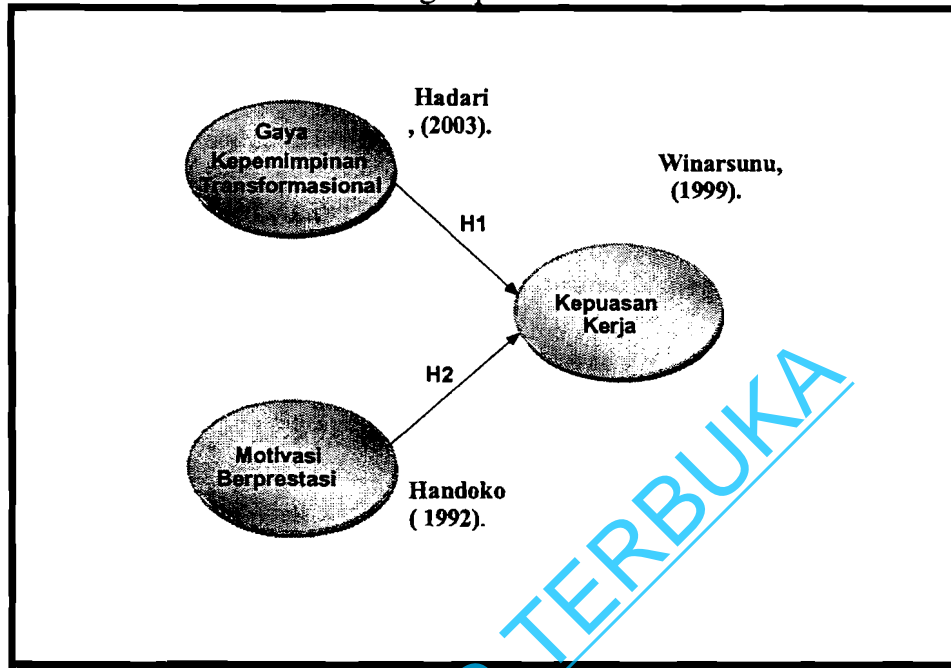 Gaya
Kepemimpinan
Transformasional
Hadari
, (2003).
Winarsunu,
(1999).
H1
Kepuasan
Kerja
H2
Motivasi
Berprestasi
Handoko
( 1992).
TERBUKA